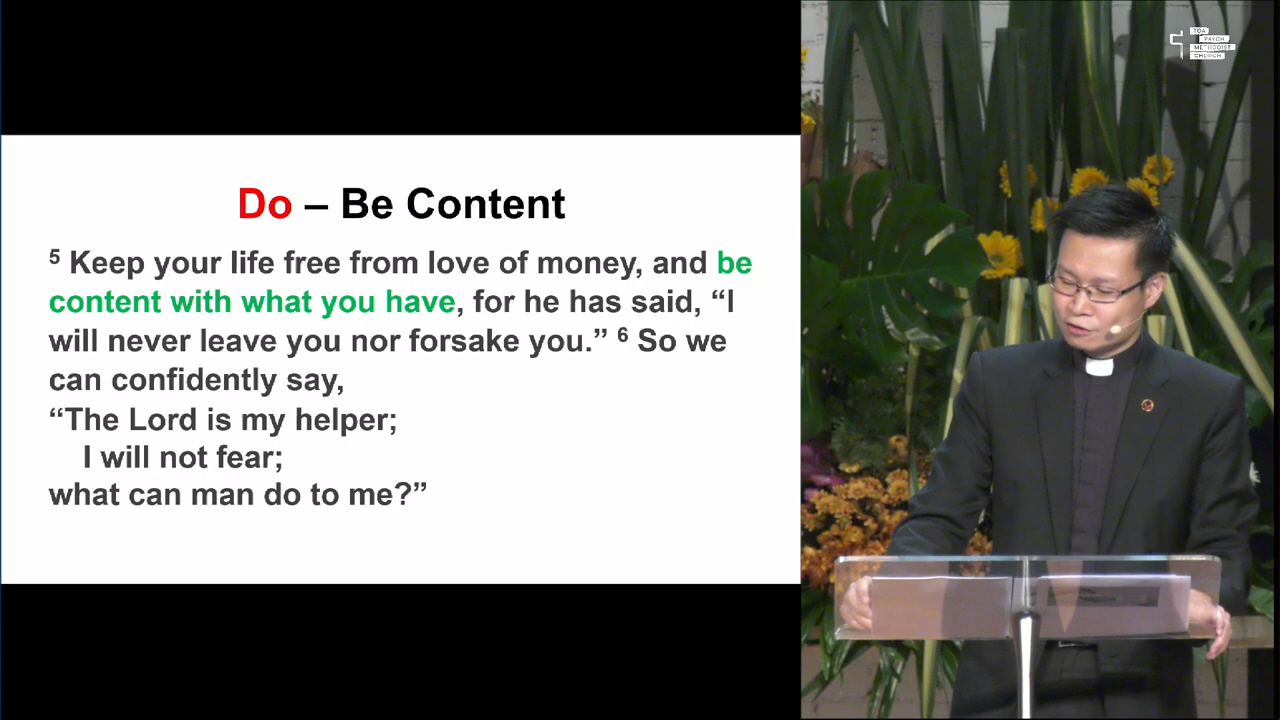 Do – Be Content
⁵ Keep your life free from love of money, and be
content with what you have, for he has said, “I
will never leave you nor forsake you.” ⁶ So we
can confidently say,
“The Lord is my helper;
I will not fear;
what can man do to me?”
TOA
PAYOH
METHODIST
CHURCH